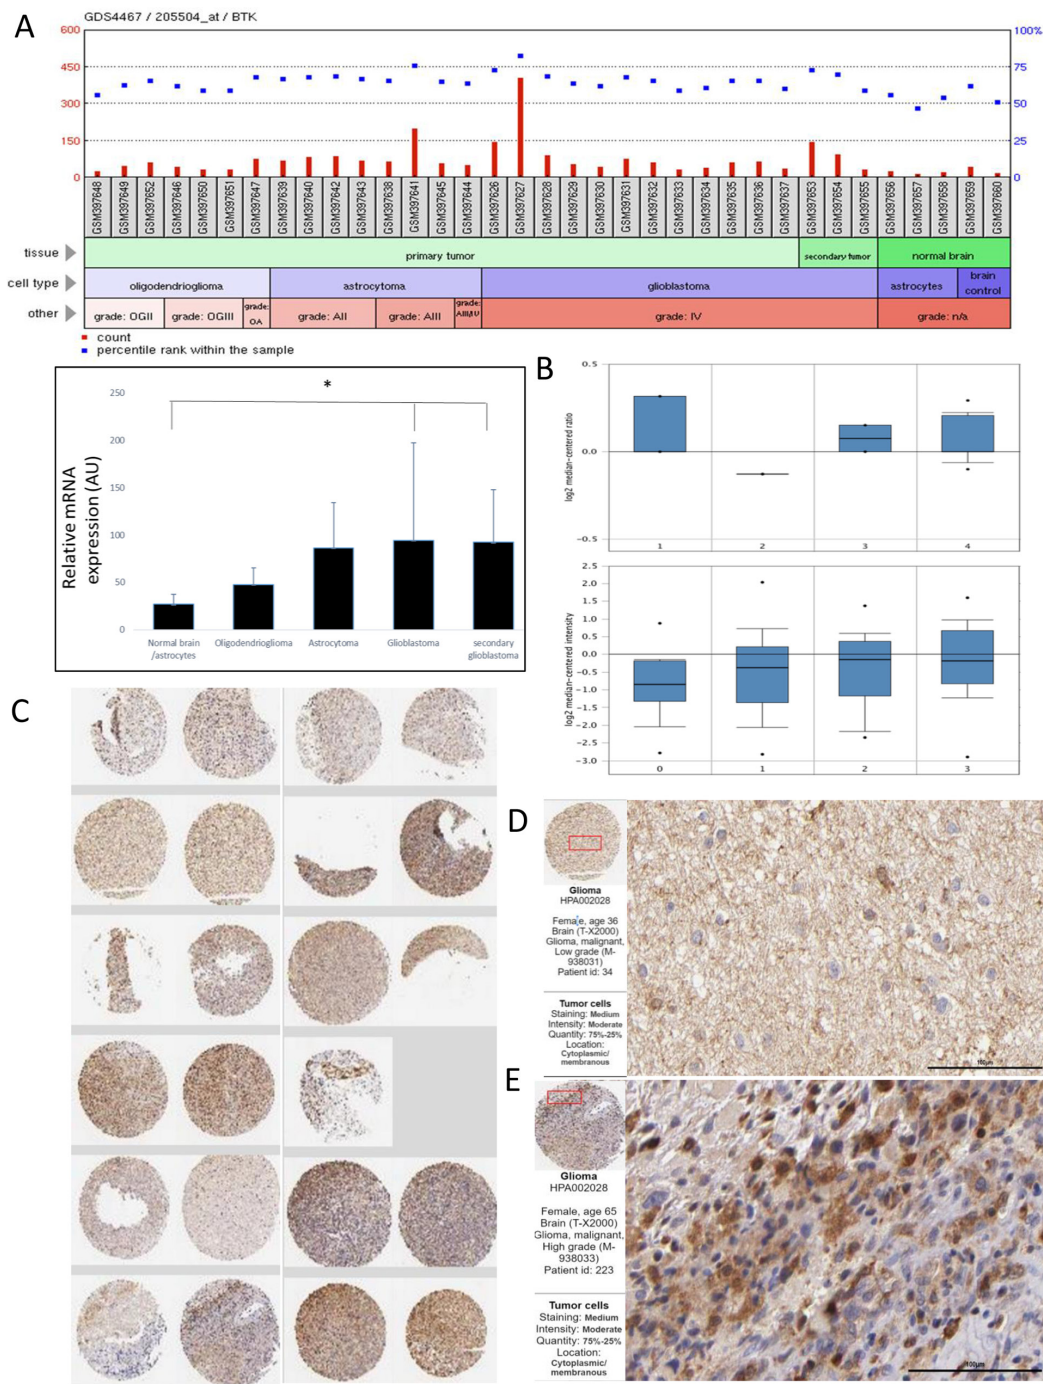 A
GDS4467 / 205504_at / BTK
600
450
300
150
0
100%
75
50
25
0
GSM397648
GSM397649
GSM397652
GSM397646
GSM397650
GSM397651
GSM397647
GSM397639
GSM397640
GSM397642
GSM397643
GSM397638
GSM397641
GSM397645
GSM397644
GSM397626
GSM397627
GSM397628
GSM397629
GSM397630
GSM397631
GSM397632
GSM397633
GSM397634
GSM397635
GSM397636
GSM397637
GSM397653
GSM397654
GSM397655
GSM397656
GSM397657
GSM397658
GSM397659
GSM397660
tissue
primary tumor
secondary tumor
normal brain
cell type
oligodendrioglioma
astrocytoma
glioblastoma
astrocytes
brain
control
other
grade: OGII
grade: OGIII
grade:
OA
grade: AII
grade: AIII
grade:
AIII/IV
grade: IV
grade: n/a
count
percentile rank within the sample
Relative mRNA
expression (AU)
250
200
150
100
50
0
*
Normal brain
/astrocytes
Oligodendrioglioma
Astrocytoma
Glioblastoma
secondary
glioblastoma
B
log2 median-centered ratio
0.5
0.0
-0.5
1
2
3
4
log2 median-centered intensity
2.5
2.0
1.5
1.0
0.5
0.0
-0.5
-1.0
-1.5
-2.0
-2.5
-3.0
0
1
2
3
C
D
Glioma
HPA002028
Female, age 36
Brain (T-X2000)
Glioma, malignant,
Low grade (M-
938031)
Patient id: 34
Tumor cells
Staining: Medium
Intensity: Moderate
Quantity: 75%-25%
Location:
Cytoplasmic/
membranous
100µm
E
Glioma
HPA002028
Female, age 65
Brain (T-X2000)
Glioma, malignant,
High grade (M-
938033)
Patient id: 223
Tumor cells
Staining: Medium
Intensity: Moderate
Quantity: 75%-25%
Location:
Cytoplasmic/
membranous
100µm